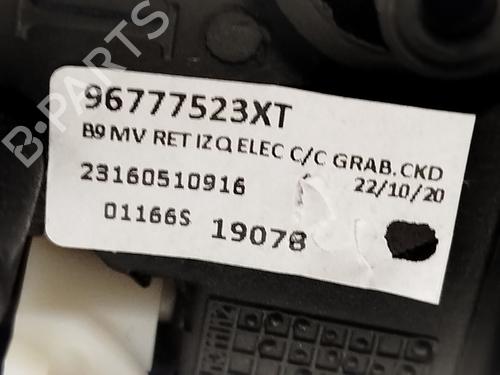 B-PARTS
96777523XT
B9 MV RET IZQ ELEC C/C GRAB. CKD
23160510916 22/10/20
01166S 19078